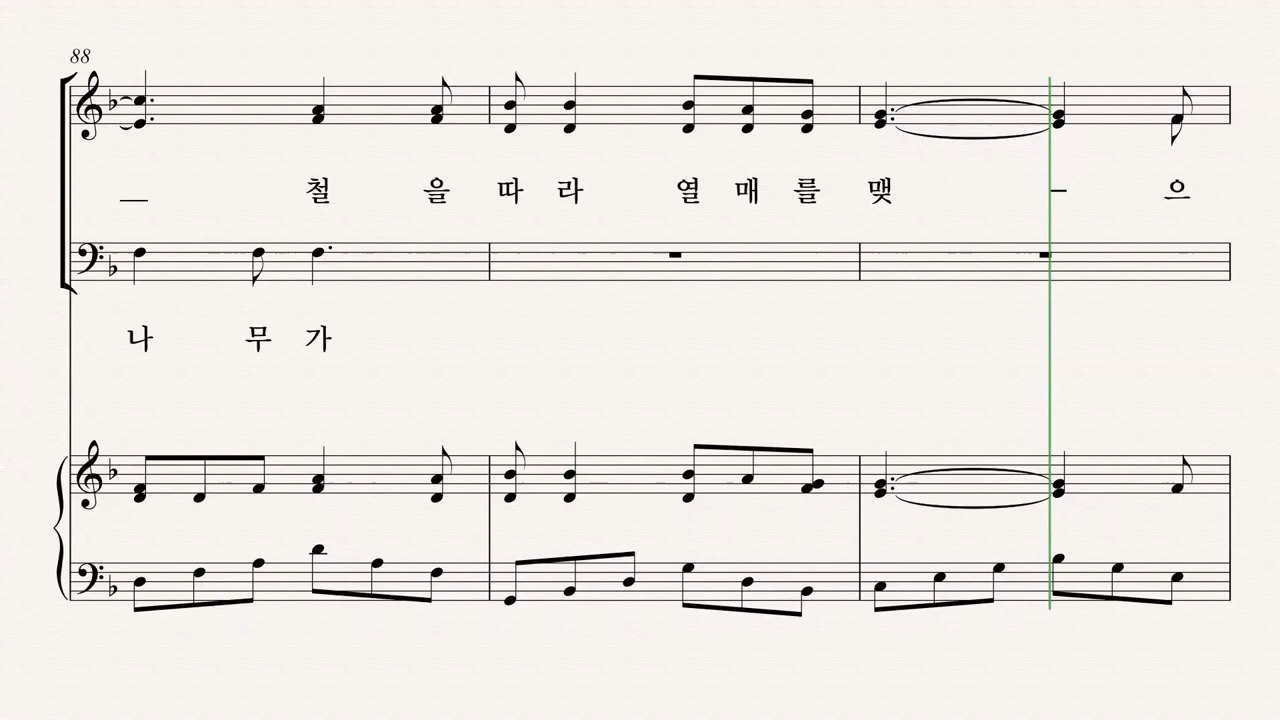 88
철 을 따 라 열 매 를 맺 – 으
나 무 가